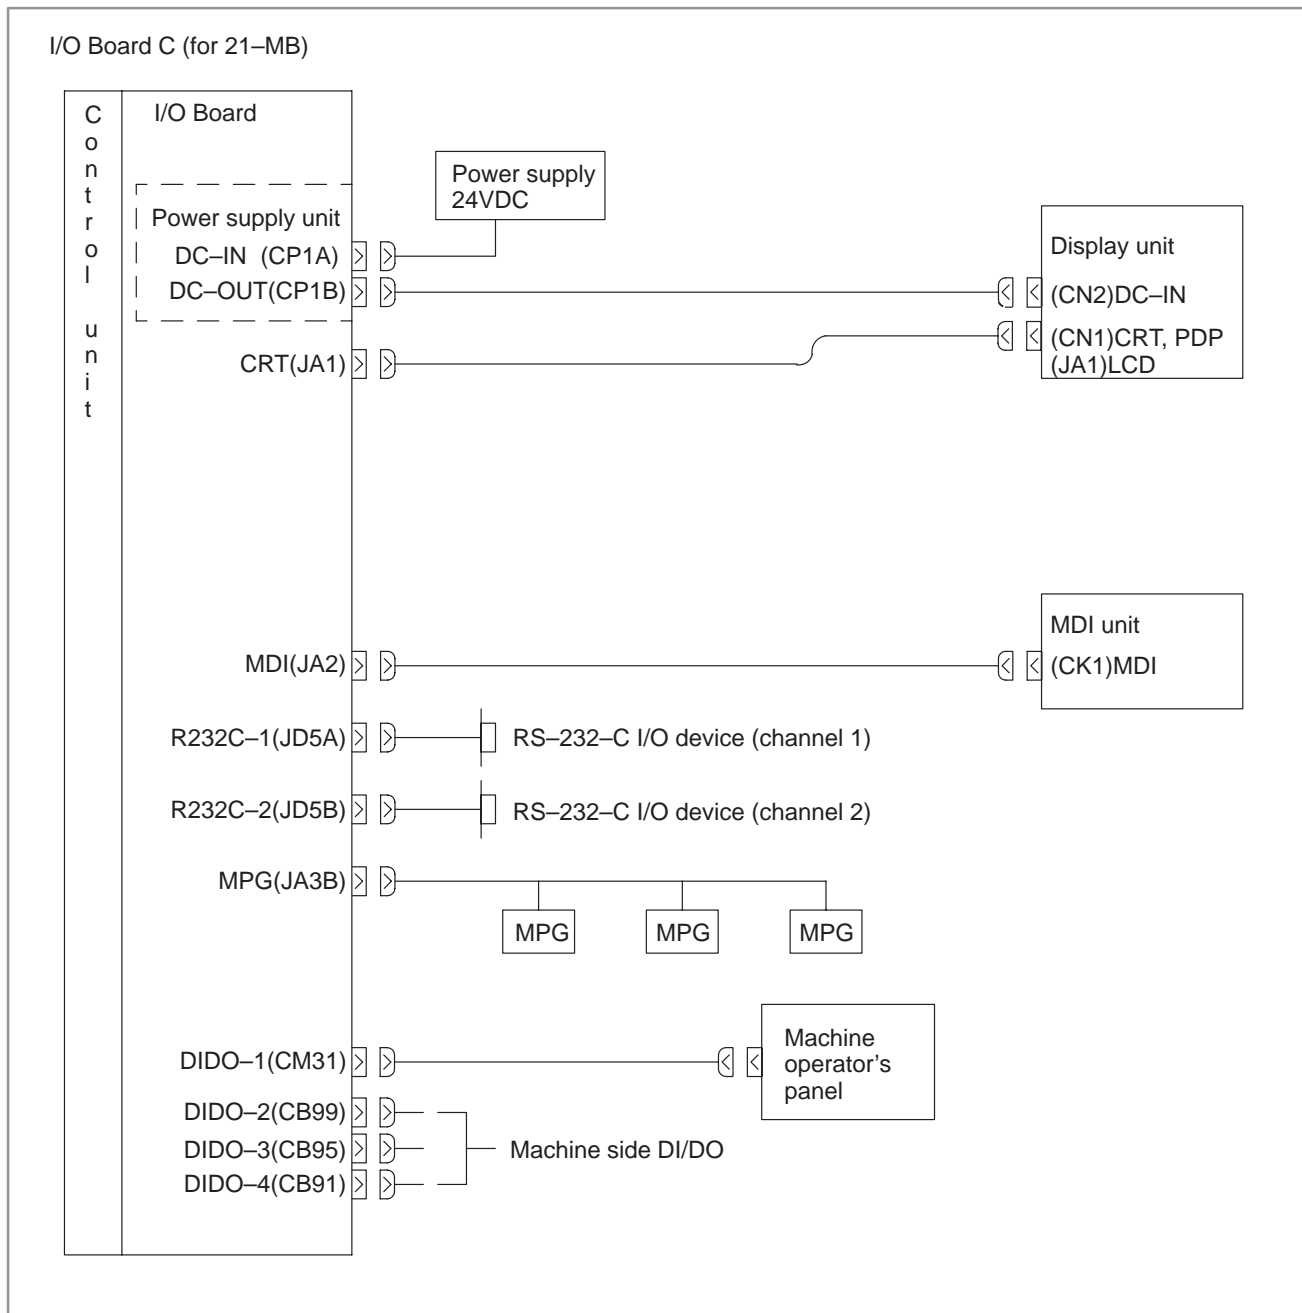 I/O Board C (for 21–MB)
Control unit
I/O Board
Power supply
24VDC
Power supply unit
DC–IN (CP1A)
DC–OUT(CP1B)
Display unit
(CN2)DC–IN
(CN1)CRT, PDP
(JA1)LCD
CRT(JA1)
MDI unit
MDI(JA2)
(CK1)MDI
R232C–1(JD5A)
RS–232–C I/O device (channel 1)
R232C–2(JD5B)
RS–232–C I/O device (channel 2)
MPG(JA3B)
MPG
MPG
MPG
Machine
operator's
panel
DIDO–1(CM31)
DIDO–2(CB99)
DIDO–3(CB95)
Machine side DI/DO
DIDO–4(CB91)